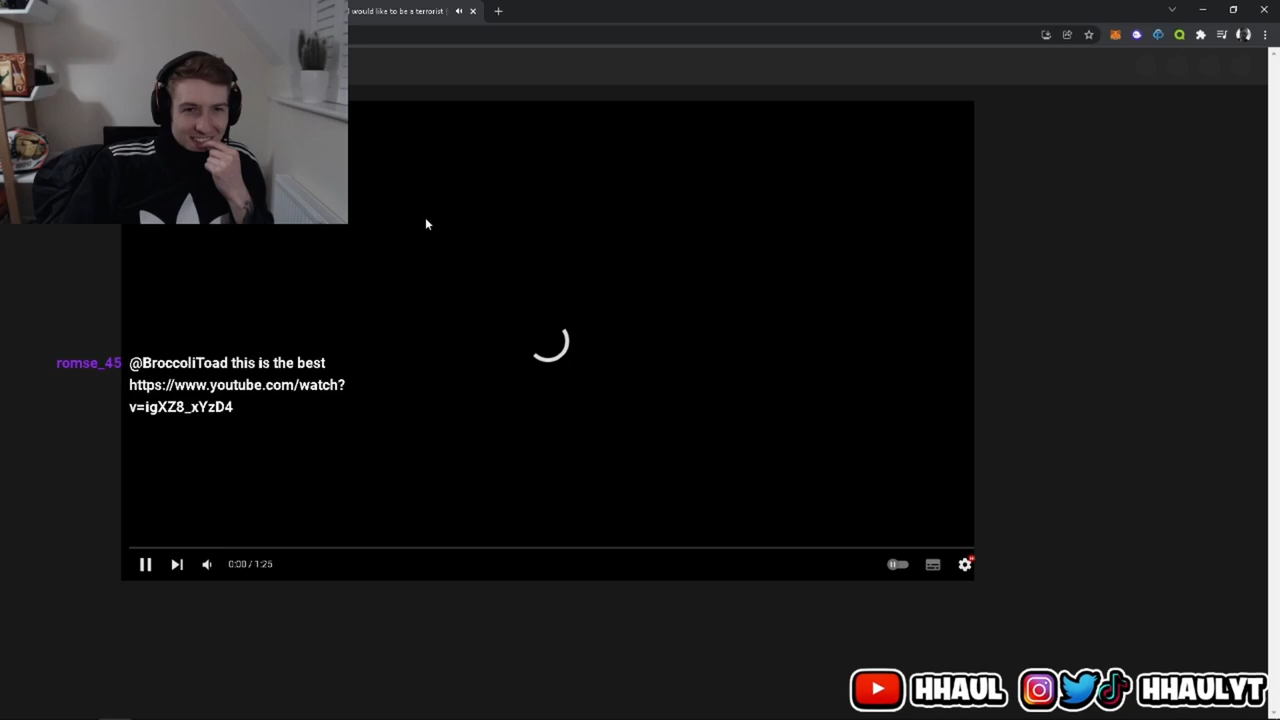 would like to be a terrorist
romse_45 @BroccoliToad this is the best
https://www.youtube.com/watch?
v=igXZ8_xYzD4
0:00 / 1:25
HHAUL HHAULYT